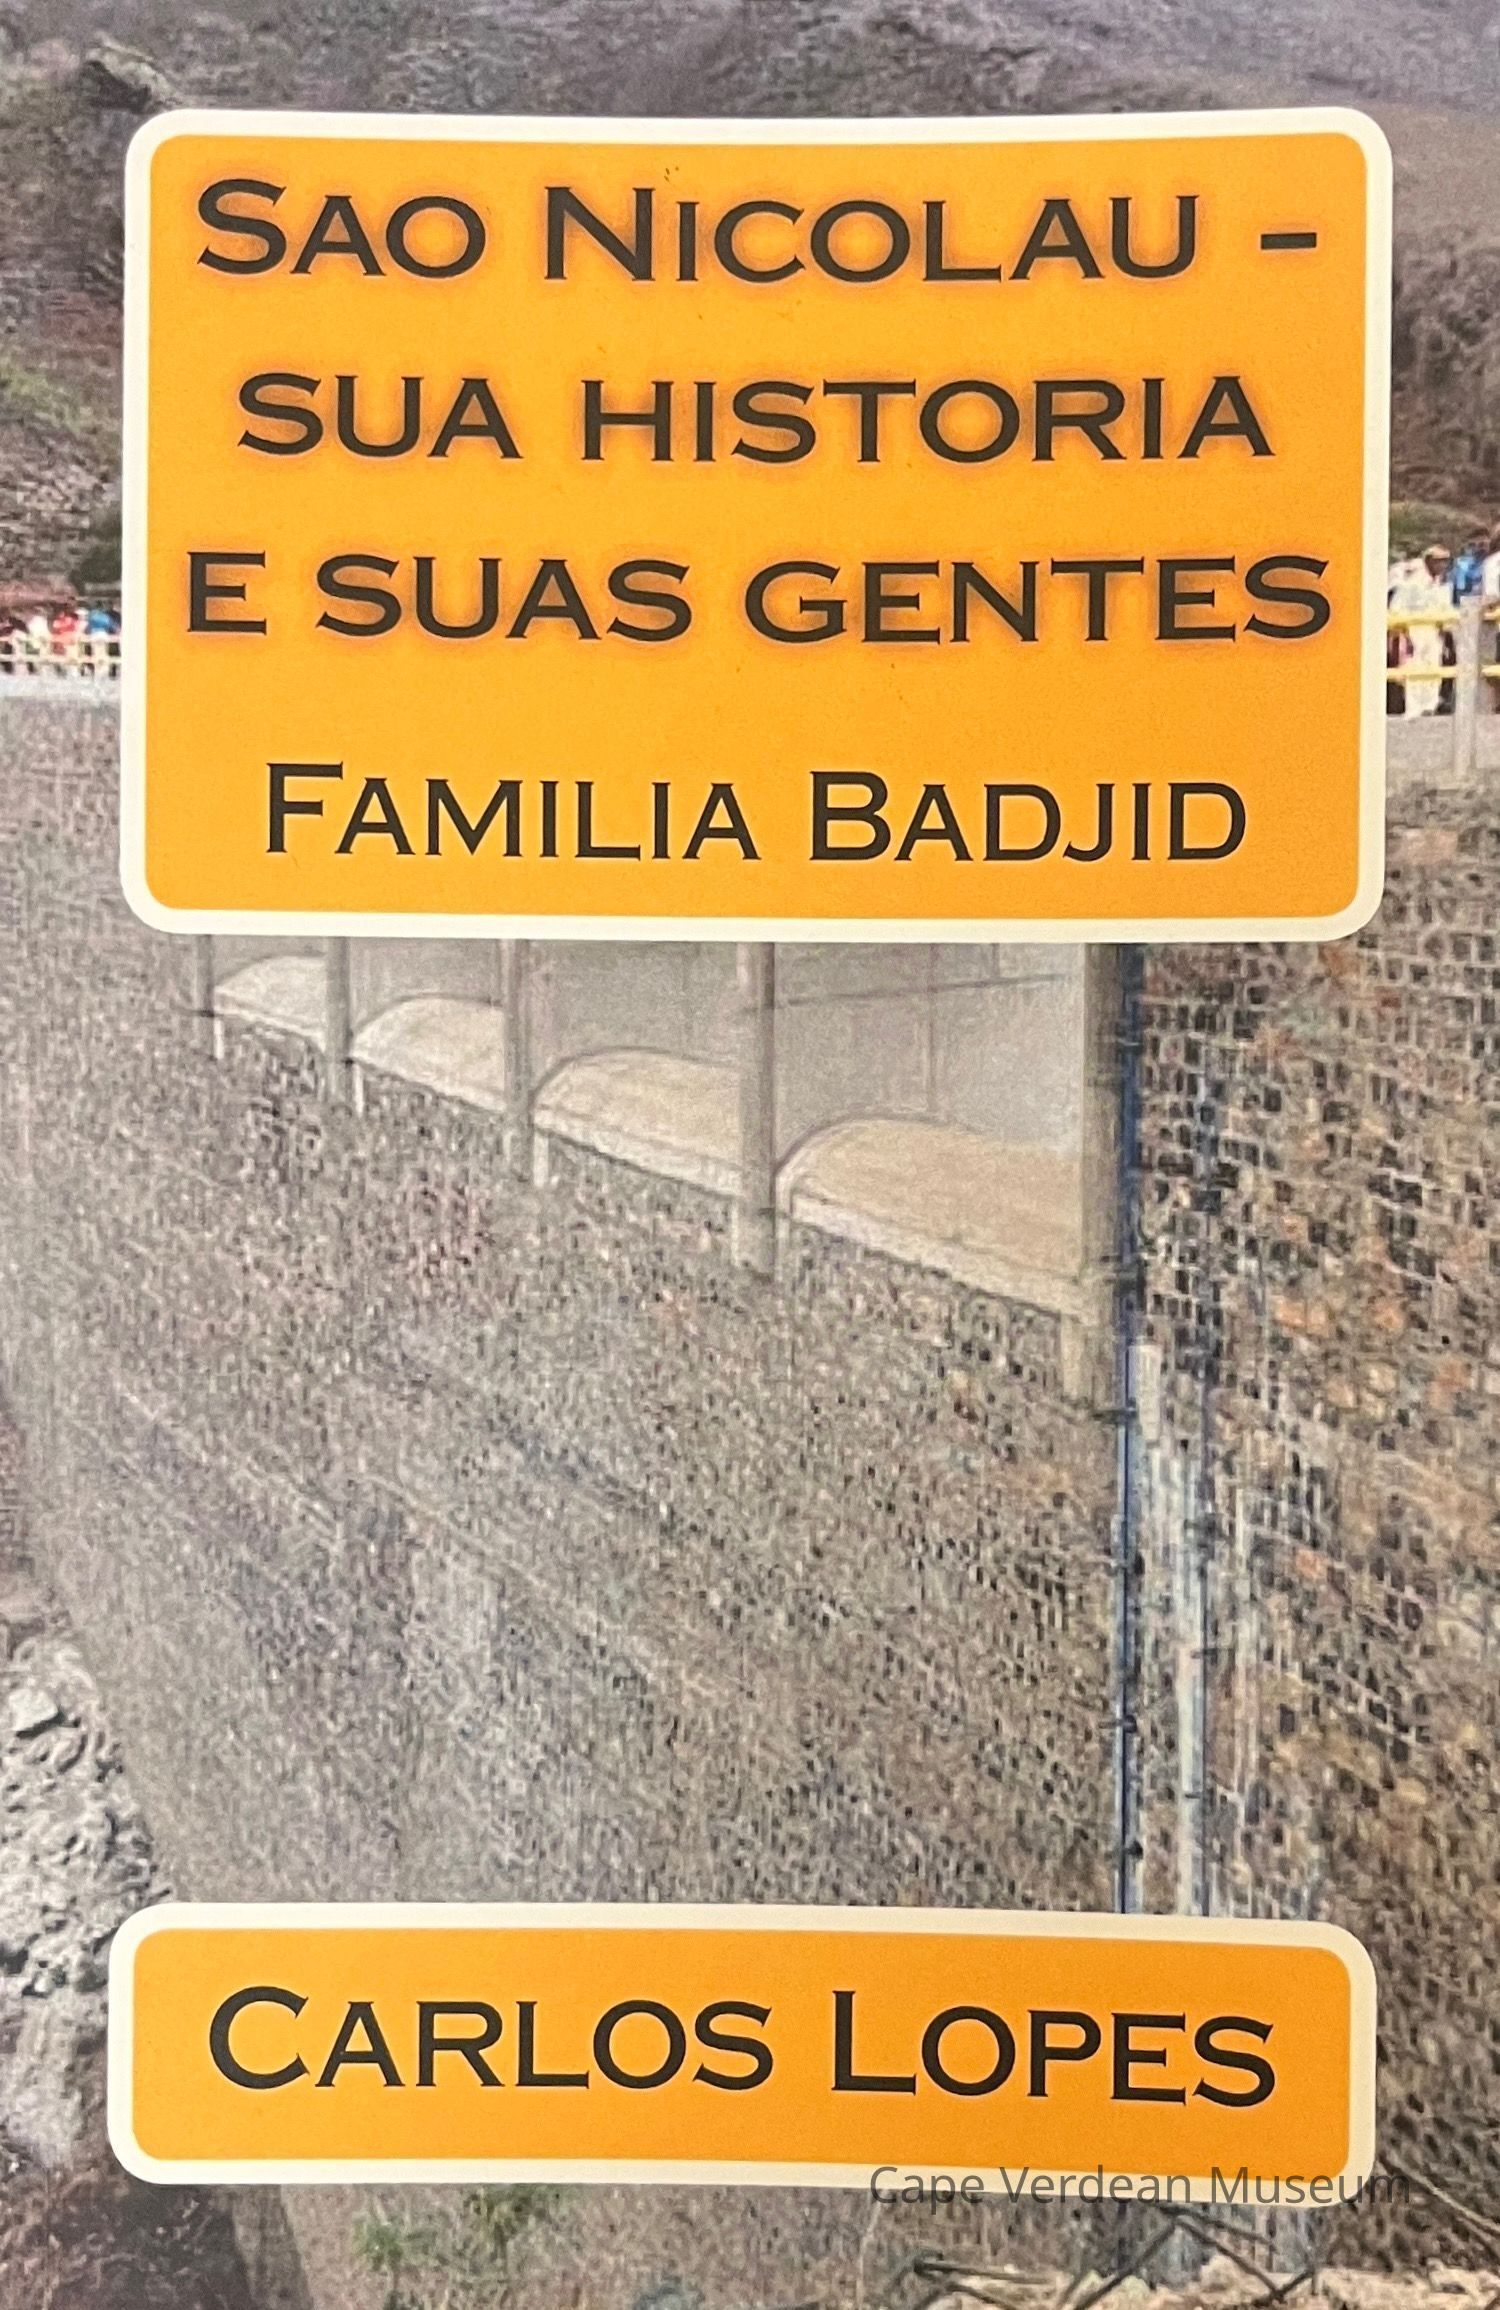 SAO NICOLAU -
SUA HISTORIA
E SUAS GENTES
FAMILIA BADJID
CARLOS LOPES
Cape Verdean Museum